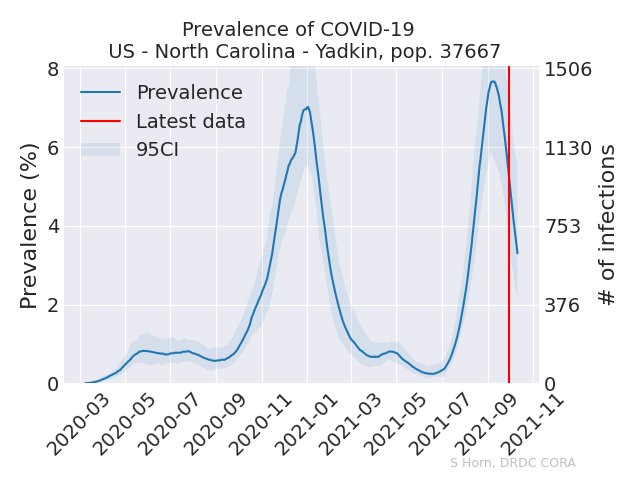 Prevalence of COVID-19
US - North Carolina - Yadkin, pop. 37667
Prevalence (%)
8
6
4
2
0
Prevalence
Latest data
95CI
1506
1130
753
376
0
# of infections
2020-03
2020-05
2020-07
2020-09
2020-11
2021-01
2021-03
2021-05
2021-07
2021-09
2021-11
S Horn, DRDC CORA